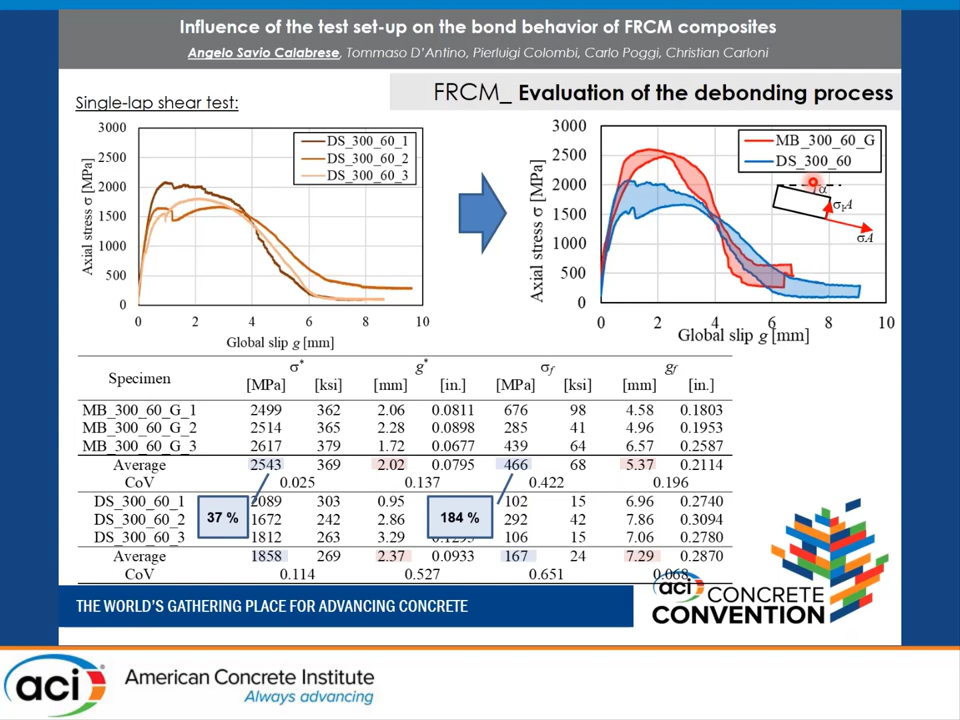 Influence of the test set-up on the bond behavior of FRCM composites
Angelo Savio Calabrese, Tommaso D'Antino, Pierluigi Colombi, Carlo Poggi, Christian Carloni
FRCM_ Evaluation of the debonding process
Single-lap shear test:
3000
2500
2000
1500
1000
500
0
Axial stress σ [MPa]
DS_300_60_1
DS_300_60_2
DS_300_60_3
0 2 4 6 8 10
Global slip g [mm]
3000
2500
2000
1500
1000
500
0
Axial stress σ [MPa]
MB_300_60_G
DS_300_60
α
σ⊥A
σA
0 2 4 6 8 10
Global slip g [mm]
Specimen σ* g* σf gf
[MPa] [ksi] [mm] [in.] [MPa] [ksi] [mm] [in.]
MB_300_60_G_1 2499 362 2.06 0.0811 676 98 4.58 0.1803
MB_300_60_G_2 2514 365 2.28 0.0898 285 41 4.96 0.1953
MB_300_60_G_3 2617 379 1.72 0.0677 439 64 6.57 0.2587
Average 2543 369 2.02 0.0795 466 68 5.37 0.2114
CoV 0.025 0.137 0.422 0.196
DS_300_60_1 2089 303 0.95 102 15 6.96 0.2740
DS_300_60_2 1672 242 2.86 292 42 7.86 0.3094
DS_300_60_3 1812 263 3.29 106 15 7.06 0.2780
37 %
184 %
Average 1858 269 2.37 0.0933 167 24 7.29 0.2870
CoV 0.114 0.527 0.651 0.068
THE WORLD'S GATHERING PLACE FOR ADVANCING CONCRETE
aci CONCRETE
CONVENTION
aci American Concrete Institute
Always advancing